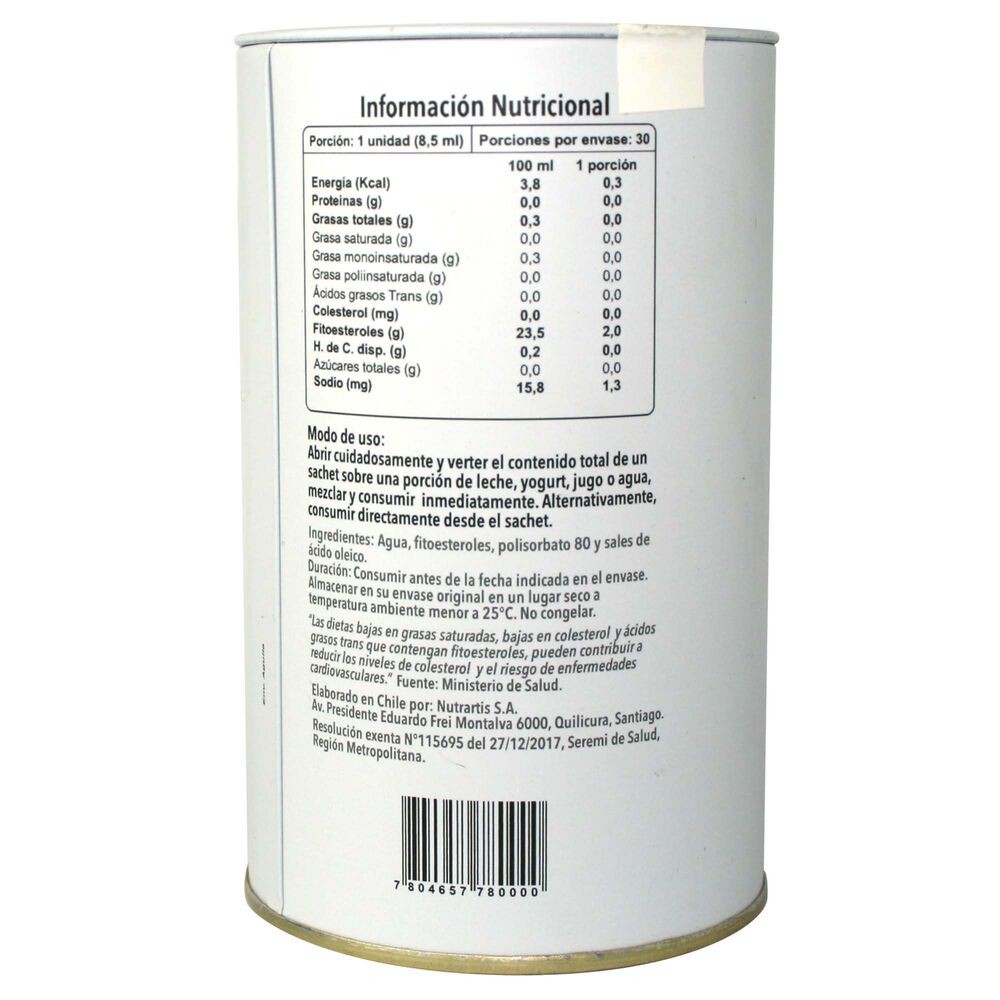 Información Nutricional
Porción: 1 unidad (8,5 ml) Porciones por envase: 30
100 ml 1 porción
Energía (Kcal) 3,8 0,3
Proteinas (g) 0,0 0,0
Grasas totales (g) 0,3 0,0
Grasa saturada (g) 0,0 0,0
Grasa monoinsaturada (g) 0,3 0,0
Grasa poliinsaturada (g) 0,0 0,0
Ácidos grasos Trans (g) 0,0 0,0
Colesterol (mg) 0,0 0,0
Fitoesteroles (g) 23,5 2,0
H. de C. disp. (g) 0,2 0,0
Azúcares totales (g) 0,0 0,0
Sodio (mg) 15,8 1,3
Modo de uso:
Abrir cuidadosamente y verter el contenido total de un
sachet sobre una porción de leche, yogurt, jugo o agua,
mezclar y consumir inmediatamente. Alternativamente,
consumir directamente desde el sachet.
Ingredientes: Agua, fitoesteroles, polisorbato 80 y sales de
ácido oleico.
Duración: Consumir antes de la fecha indicada en el envase.
Almacenar en su envase original en un lugar seco a
temperatura ambiente menor a 25°C. No congelar.
"Las dietas bajas en grasas saturadas, bajas en colesterol y ácidos
grasos trans que contengan fitoesteroles, pueden contribuir a
reducir los niveles de colesterol y el riesgo de enfermedades
cardiovasculares." Fuente: Ministerio de Salud.
Elaborado en Chile por: Nutrartis S.A.
Av. Presidente Eduardo Frei Montalva 6000, Quilicura, Santiago.
Resolución exenta N°115695 del 27/12/2017, Seremi de Salud,
Región Metropolitana.
7 804657 780000